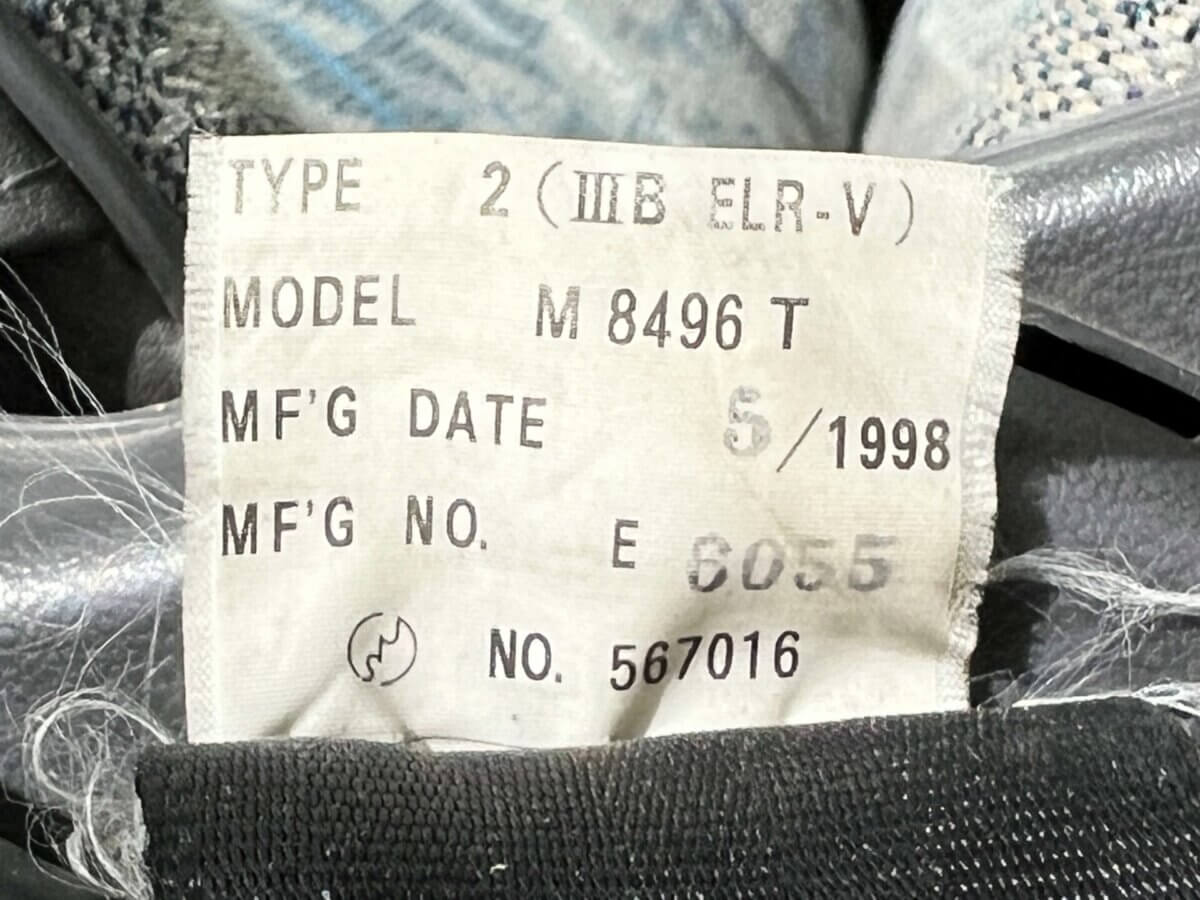 TYPE 2 (ⅢB ELR-V)
MODEL M 8496 T
MF'G DATE 5/1998
MF'G NO. E 6055
NO. 567016